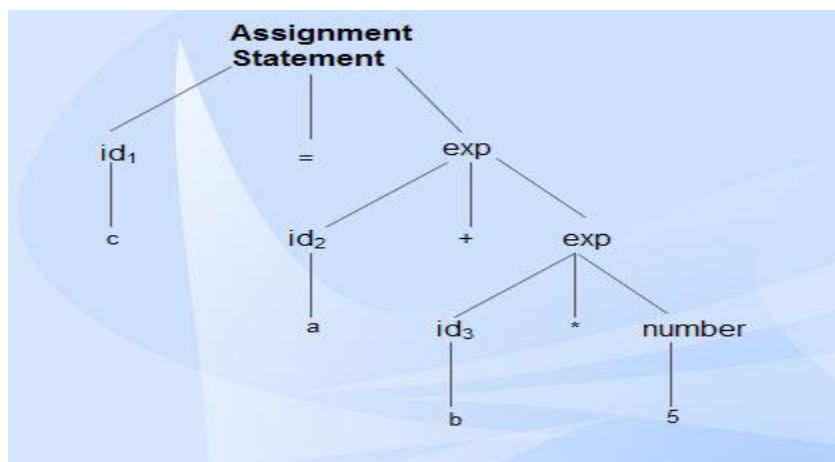 Assignment
Statement
id₁ = exp
c id₂ + exp
a id₃ * number
b 5